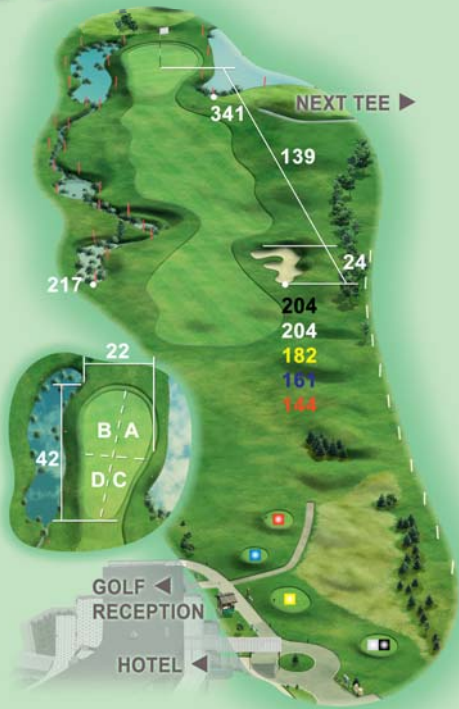 NEXT TEE
341
139
24
217
204
204
182
161
144
22
42
B A
D C
GOLF
RECEPTION
HOTEL